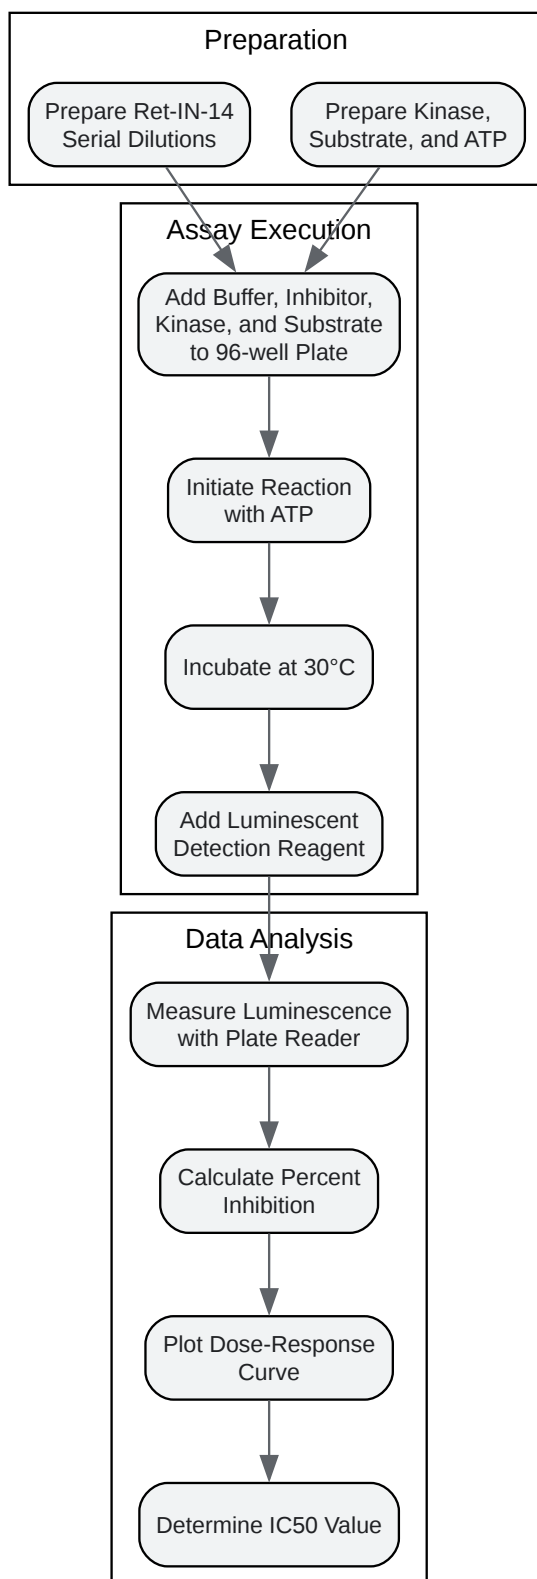 Preparation
Prepare Ret-IN-14
Serial Dilutions
Prepare Kinase,
Substrate, and ATP
Assay Execution
Add Buffer, Inhibitor,
Kinase, and Substrate
to 96-well Plate
Initiate Reaction
with ATP
Incubate at 30°C
Add Luminescent
Detection Reagent
Data Analysis
Measure Luminescence
with Plate Reader
Calculate Percent
Inhibition
Plot Dose-Response
Curve
Determine IC50 Value